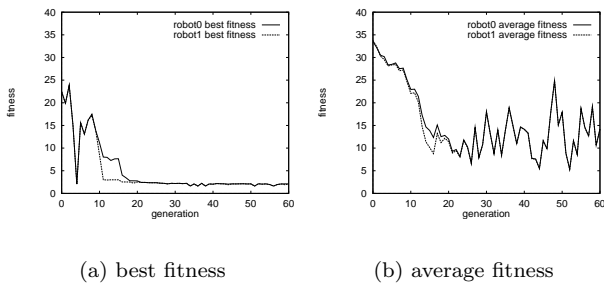 robot0 best fitness
robot1 best fitness
40
35
30
25
20
15
10
5
0
fitness
0 10 20 30 40 50 60
generation
(a) best fitness
robot0 average fitness
robot1 average fitness
40
35
30
25
20
15
10
5
0
fitness
0 10 20 30 40 50 60
generation
(b) average fitness